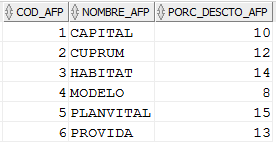 COD_AFP NOMBRE_AFP PORC_DESCTO_AFP
1 CAPITAL 10
2 CUPRUM 12
3 HABITAT 14
4 MODELO 8
5 PLANVITAL 15
6 PROVIDA 13